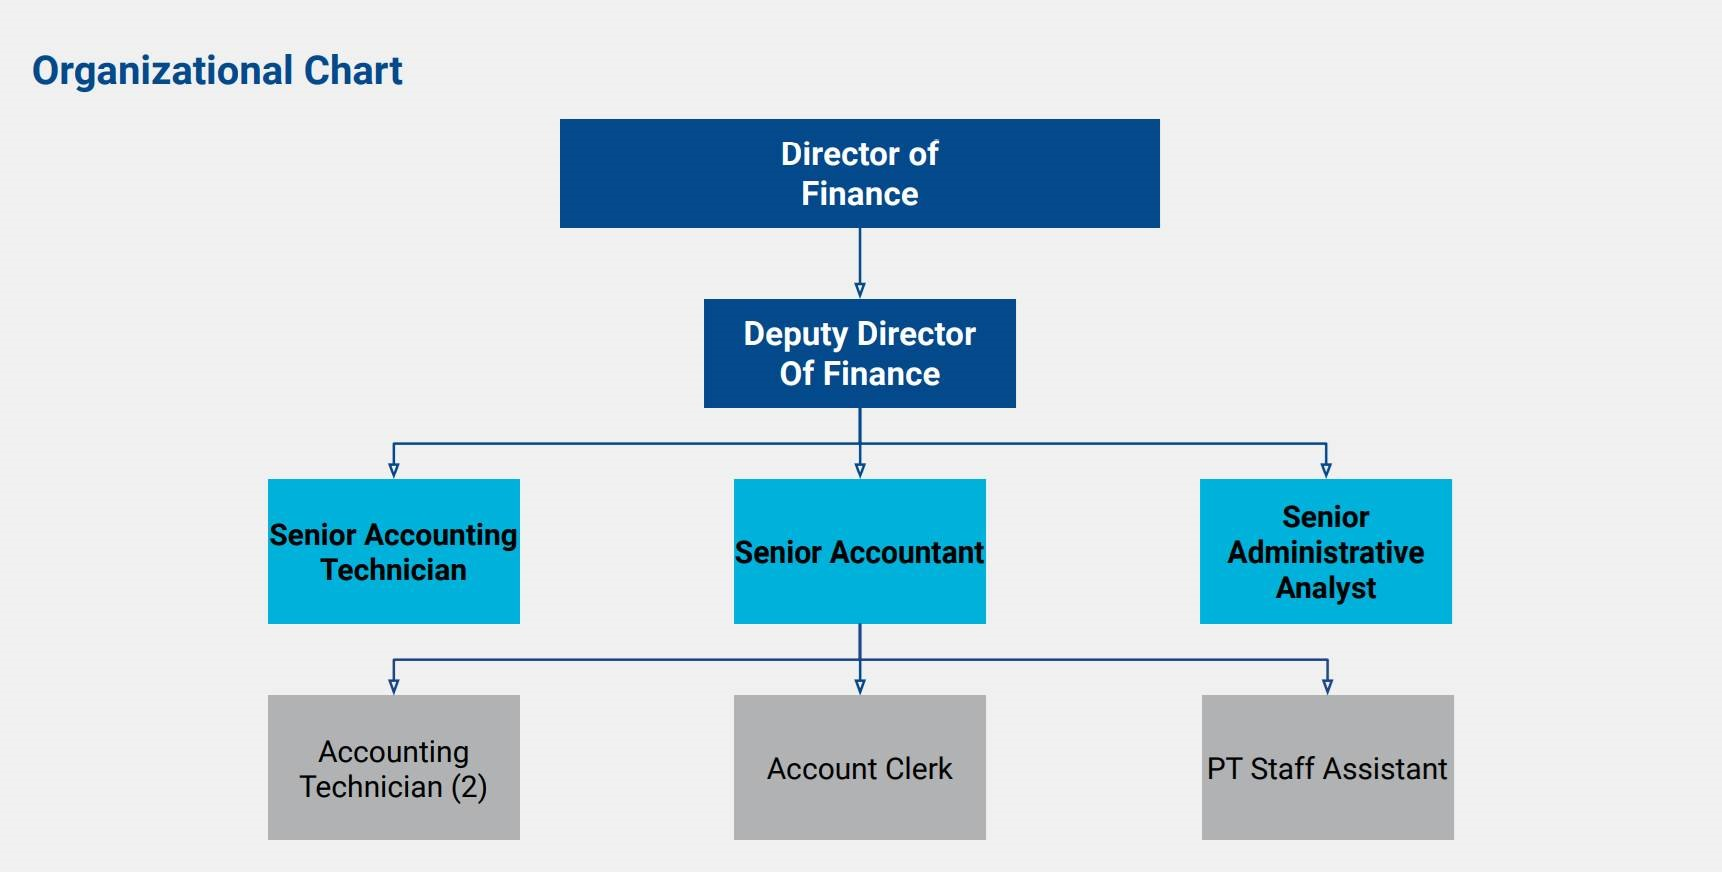 Organizational Chart
Director of
Finance
Deputy Director
Of Finance
Senior Accounting
Technician
Senior Accountant
Senior
Administrative
Analyst
Accounting
Technician (2)
Account Clerk
PT Staff Assistant